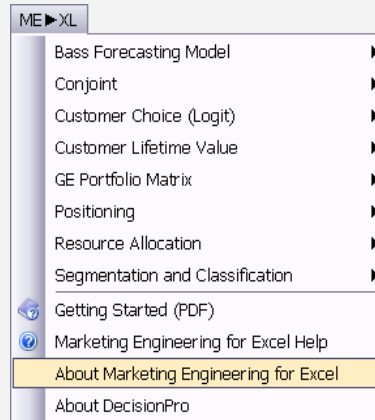 ME▶XL
Bass Forecasting Model
Conjoint
Customer Choice (Logit)
Customer Lifetime Value
GE Portfolio Matrix
Positioning
Resource Allocation
Segmentation and Classification
Getting Started (PDF)
Marketing Engineering for Excel Help
About Marketing Engineering for Excel
About DecisionPro